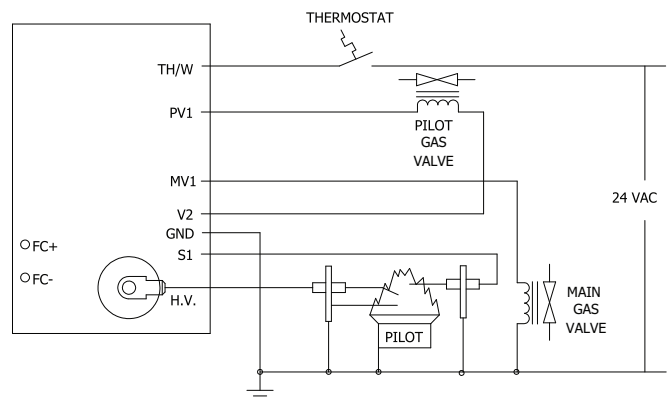 THERMOSTAT
TH/W
PV1
PILOT
GAS
VALVE
MV1
24 VAC
V2
GND
FC+
S1
FC-
H.V.
MAIN
GAS
VALVE
PILOT